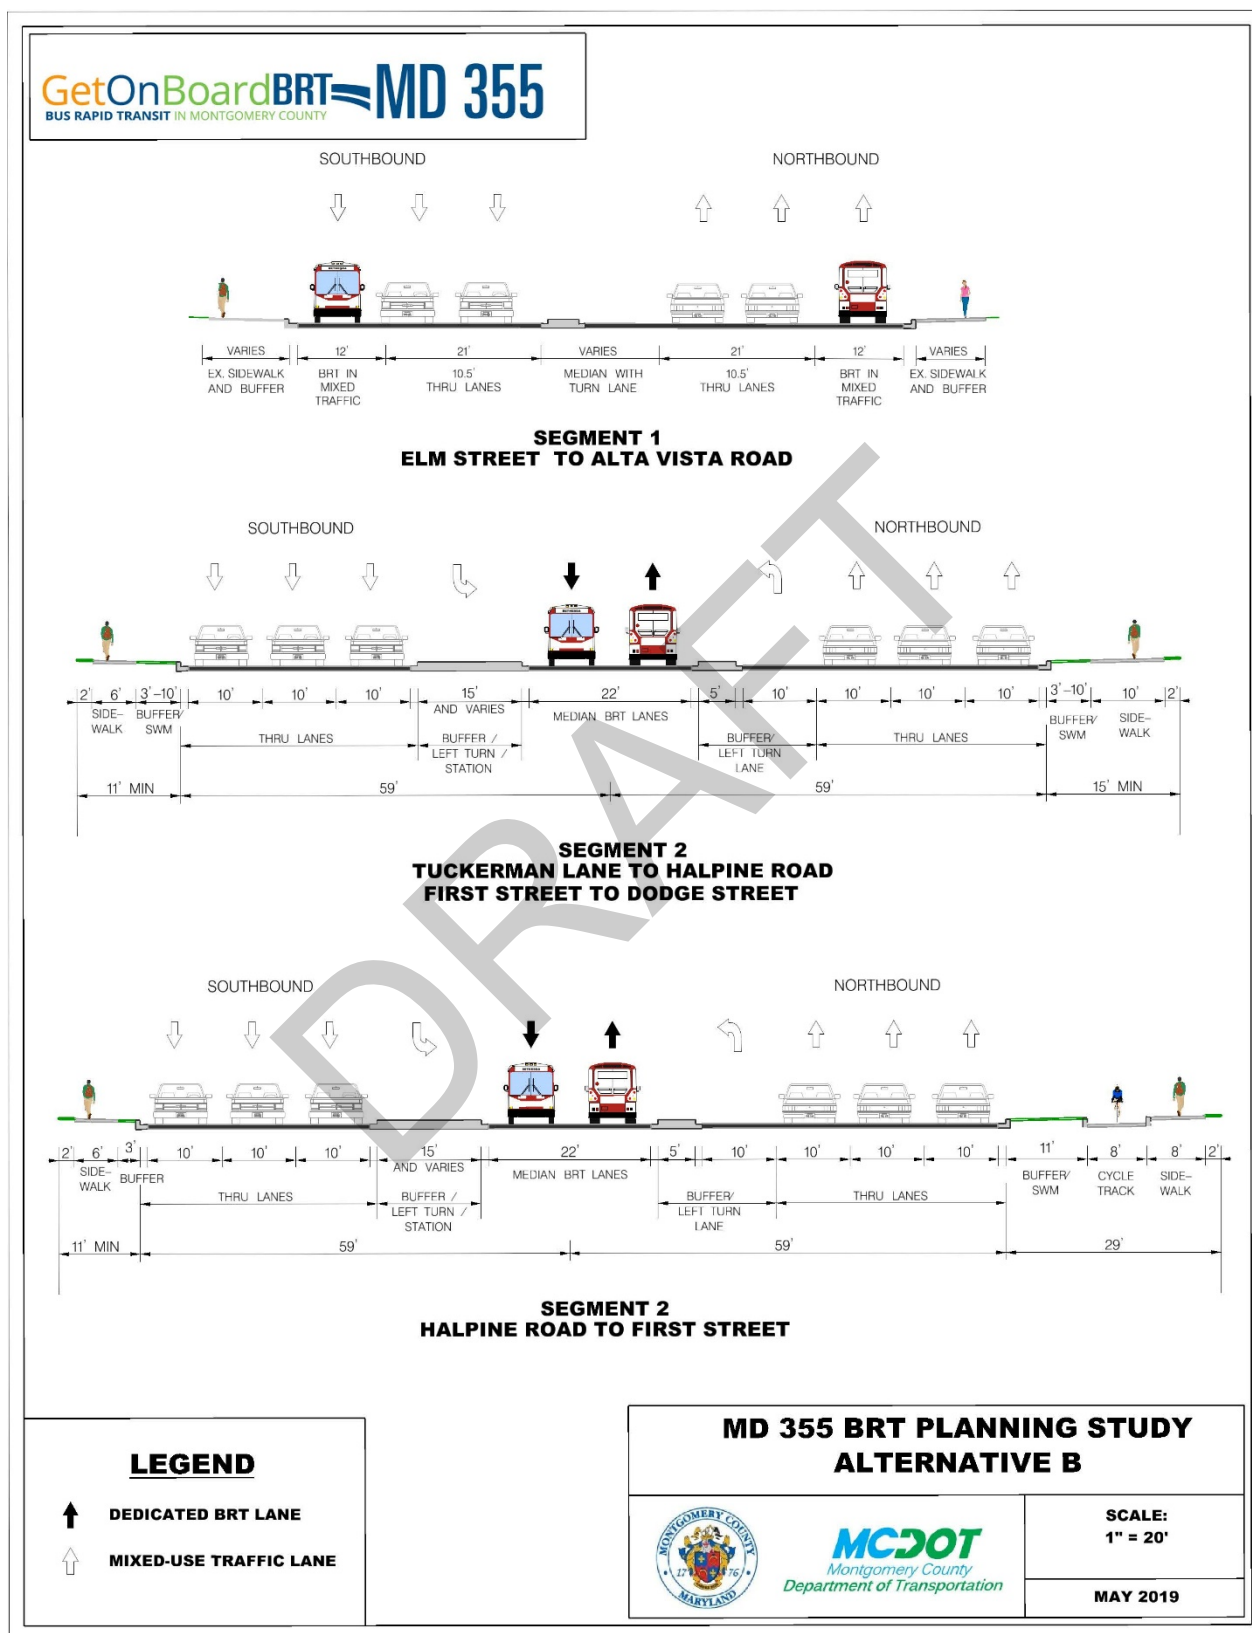 GetOnBoardBRT MD 355
BUS RAPID TRANSIT IN MONTGOMERY COUNTY
SOUTHBOUND NORTHBOUND
VARIES 12' 21' VARIES 21' 12' VARIES
EX. SIDEWALK BRT IN 10.5' MEDIAN WITH 10.5' BRT IN EX. SIDEWALK
AND BUFFER MIXED THRU LANES TURN LANE THRU LANES MIXED AND BUFFER
TRAFFIC TRAFFIC
SEGMENT 1
ELM STREET TO ALTA VISTA ROAD
SOUTHBOUND NORTHBOUND
2' 6' 3'-10' 10' 10' 10' 15' 22' 5' 10' 10' 10' 10' 3'-10' 10' 2'
SIDE- BUFFER/ AND VARIES MEDIAN BRT LANES BUFFER/ SIDE-
WALK SWM SWM WALK
THRU LANES BUFFER / BUFFER/ THRU LANES
LEFT TURN / LEFT TURN
STATION LANE
11' MIN 59' 59' 15' MIN
SEGMENT 2
TUCKERMAN LANE TO HALPINE ROAD
FIRST STREET TO DODGE STREET
SOUTHBOUND NORTHBOUND
2' 6' 3' 10' 10' 10' 15' 22' 5' 10' 10' 10' 10' 11' 8' 8' 2'
SIDE- BUFFER AND VARIES MEDIAN BRT LANES BUFFER/ CYCLE SIDE-
WALK SWM TRACK WALK
THRU LANES BUFFER / BUFFER/ THRU LANES
LEFT TURN / LEFT TURN
STATION LANE
11' MIN 59' 59' 29'
SEGMENT 2
HALPINE ROAD TO FIRST STREET
DRAFT
LEGEND
DEDICATED BRT LANE
MIXED-USE TRAFFIC LANE
MD 355 BRT PLANNING STUDY
ALTERNATIVE B
MONTGOMERY COUNTY
17 76
MARYLAND
MCDOT
Montgomery County
Department of Transportation
SCALE:
1" = 20'
MAY 2019